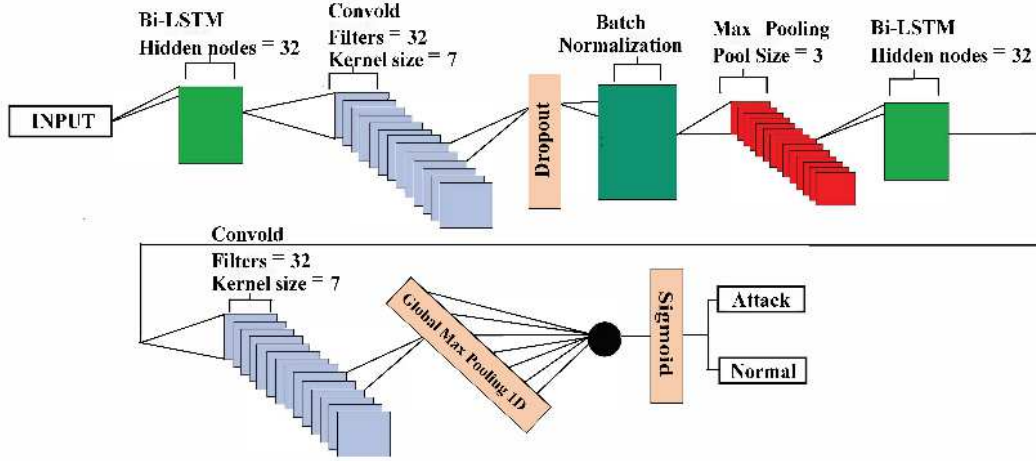 Bi-LSTM
Hidden nodes = 32
Convold
Filters = 32
Kernel size = 7
Batch
Normalization
Max Pooling
Pool Size = 3
Bi-LSTM
Hidden nodes = 32
INPUT
Dropout
Convold
Filters = 32
Kernel size = 7
Global Max Pooling 1D
Sigmoid
Attack
Normal